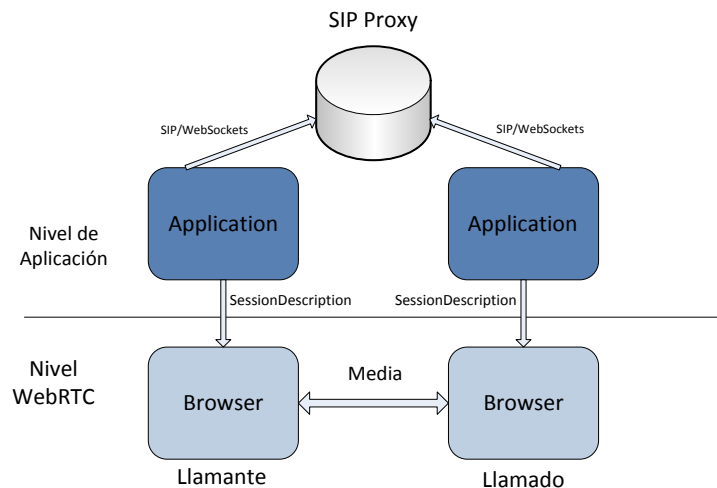 SIP Proxy
SIP/WebSockets
SIP/WebSockets
Application
Application
Nivel de
Aplicación
SessionDescription
SessionDescription
Nivel
WebRTC
Media
Browser
Browser
Llamante
Llamado